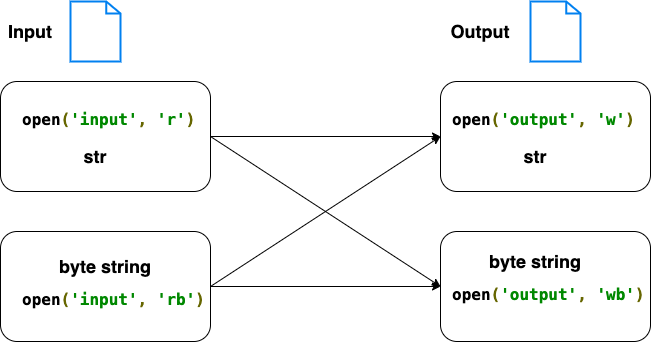 Input
Output
open('input', 'r')
str
open('output', 'w')
str
byte string
open('input', 'rb')
byte string
open('output', 'wb')